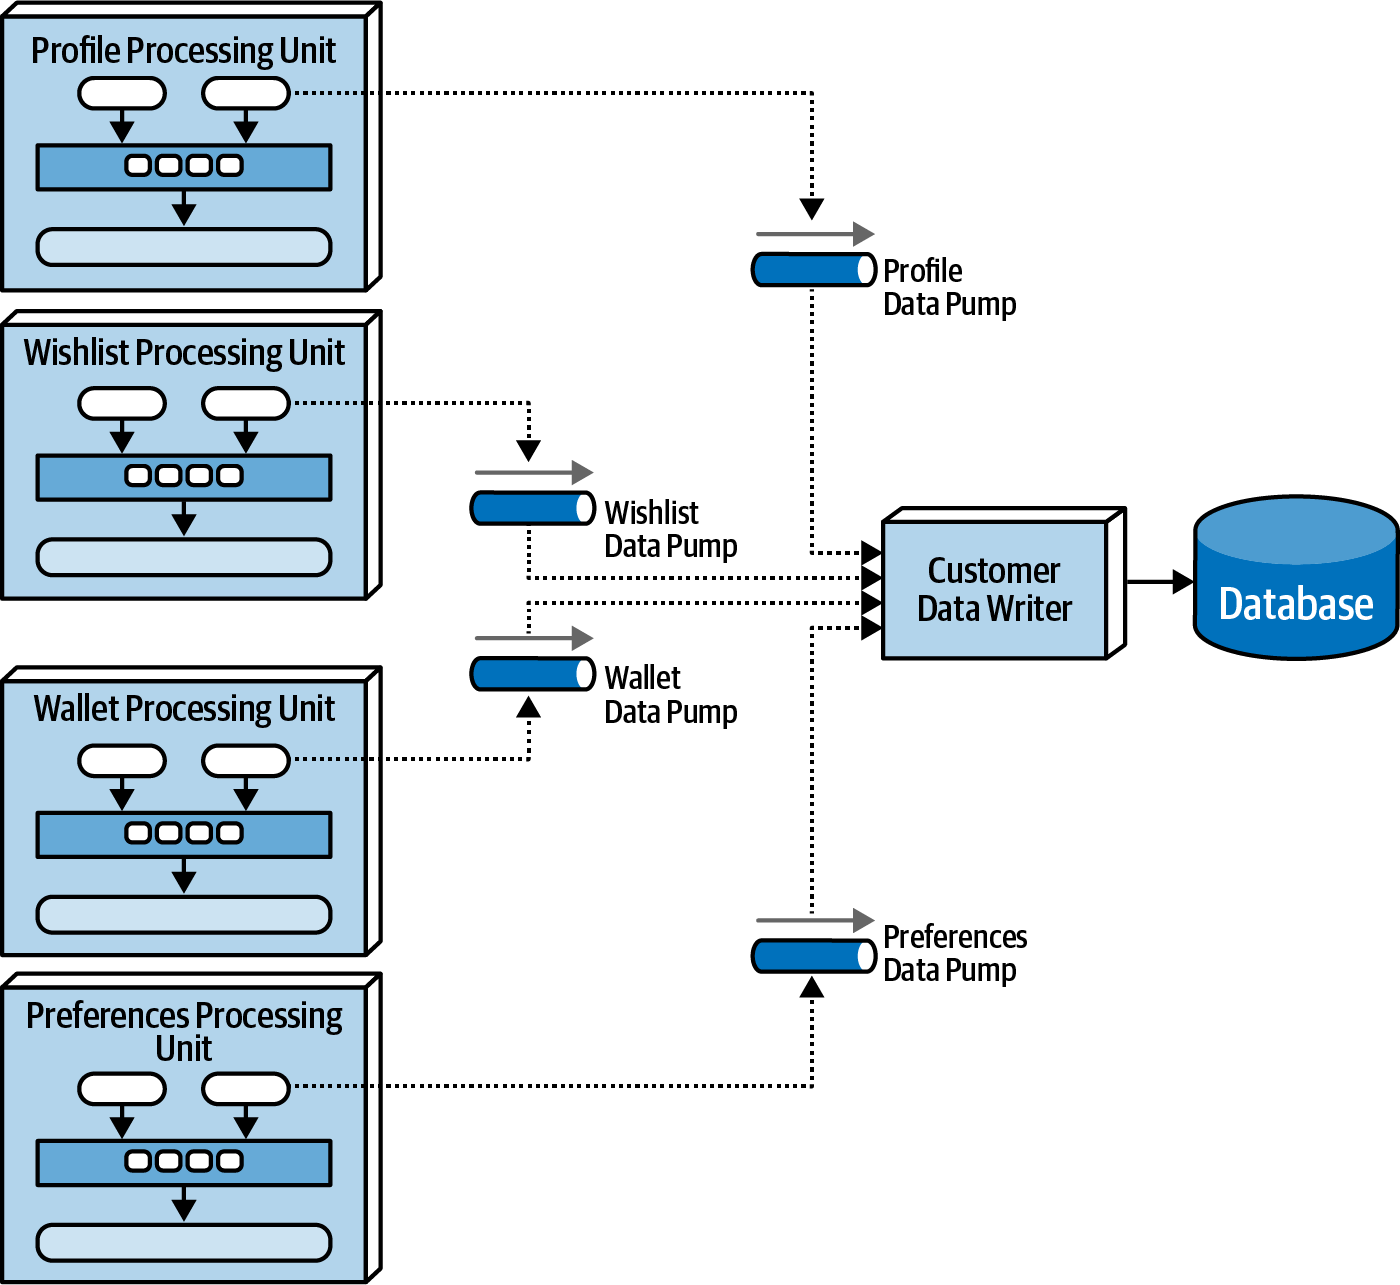 Profile Processing Unit
Profile
Data Pump
Wishlist Processing Unit
Wishlist
Data Pump
Customer
Data Writer
Database
Wallet Processing Unit
Wallet
Data Pump
Preferences
Data Pump
Preferences Processing
Unit